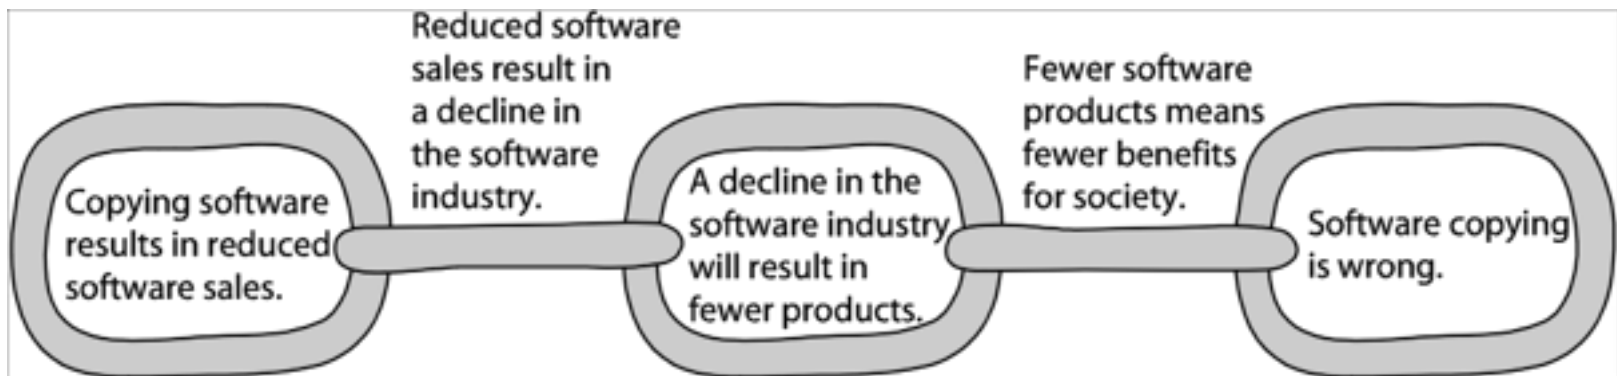 Copying software
results in reduced
software sales.
Reduced software
sales result in
a decline in
the software
industry.
A decline in the
software industry
will result in
fewer products.
Fewer software
products means
fewer benefits
for society.
Software copying
is wrong.